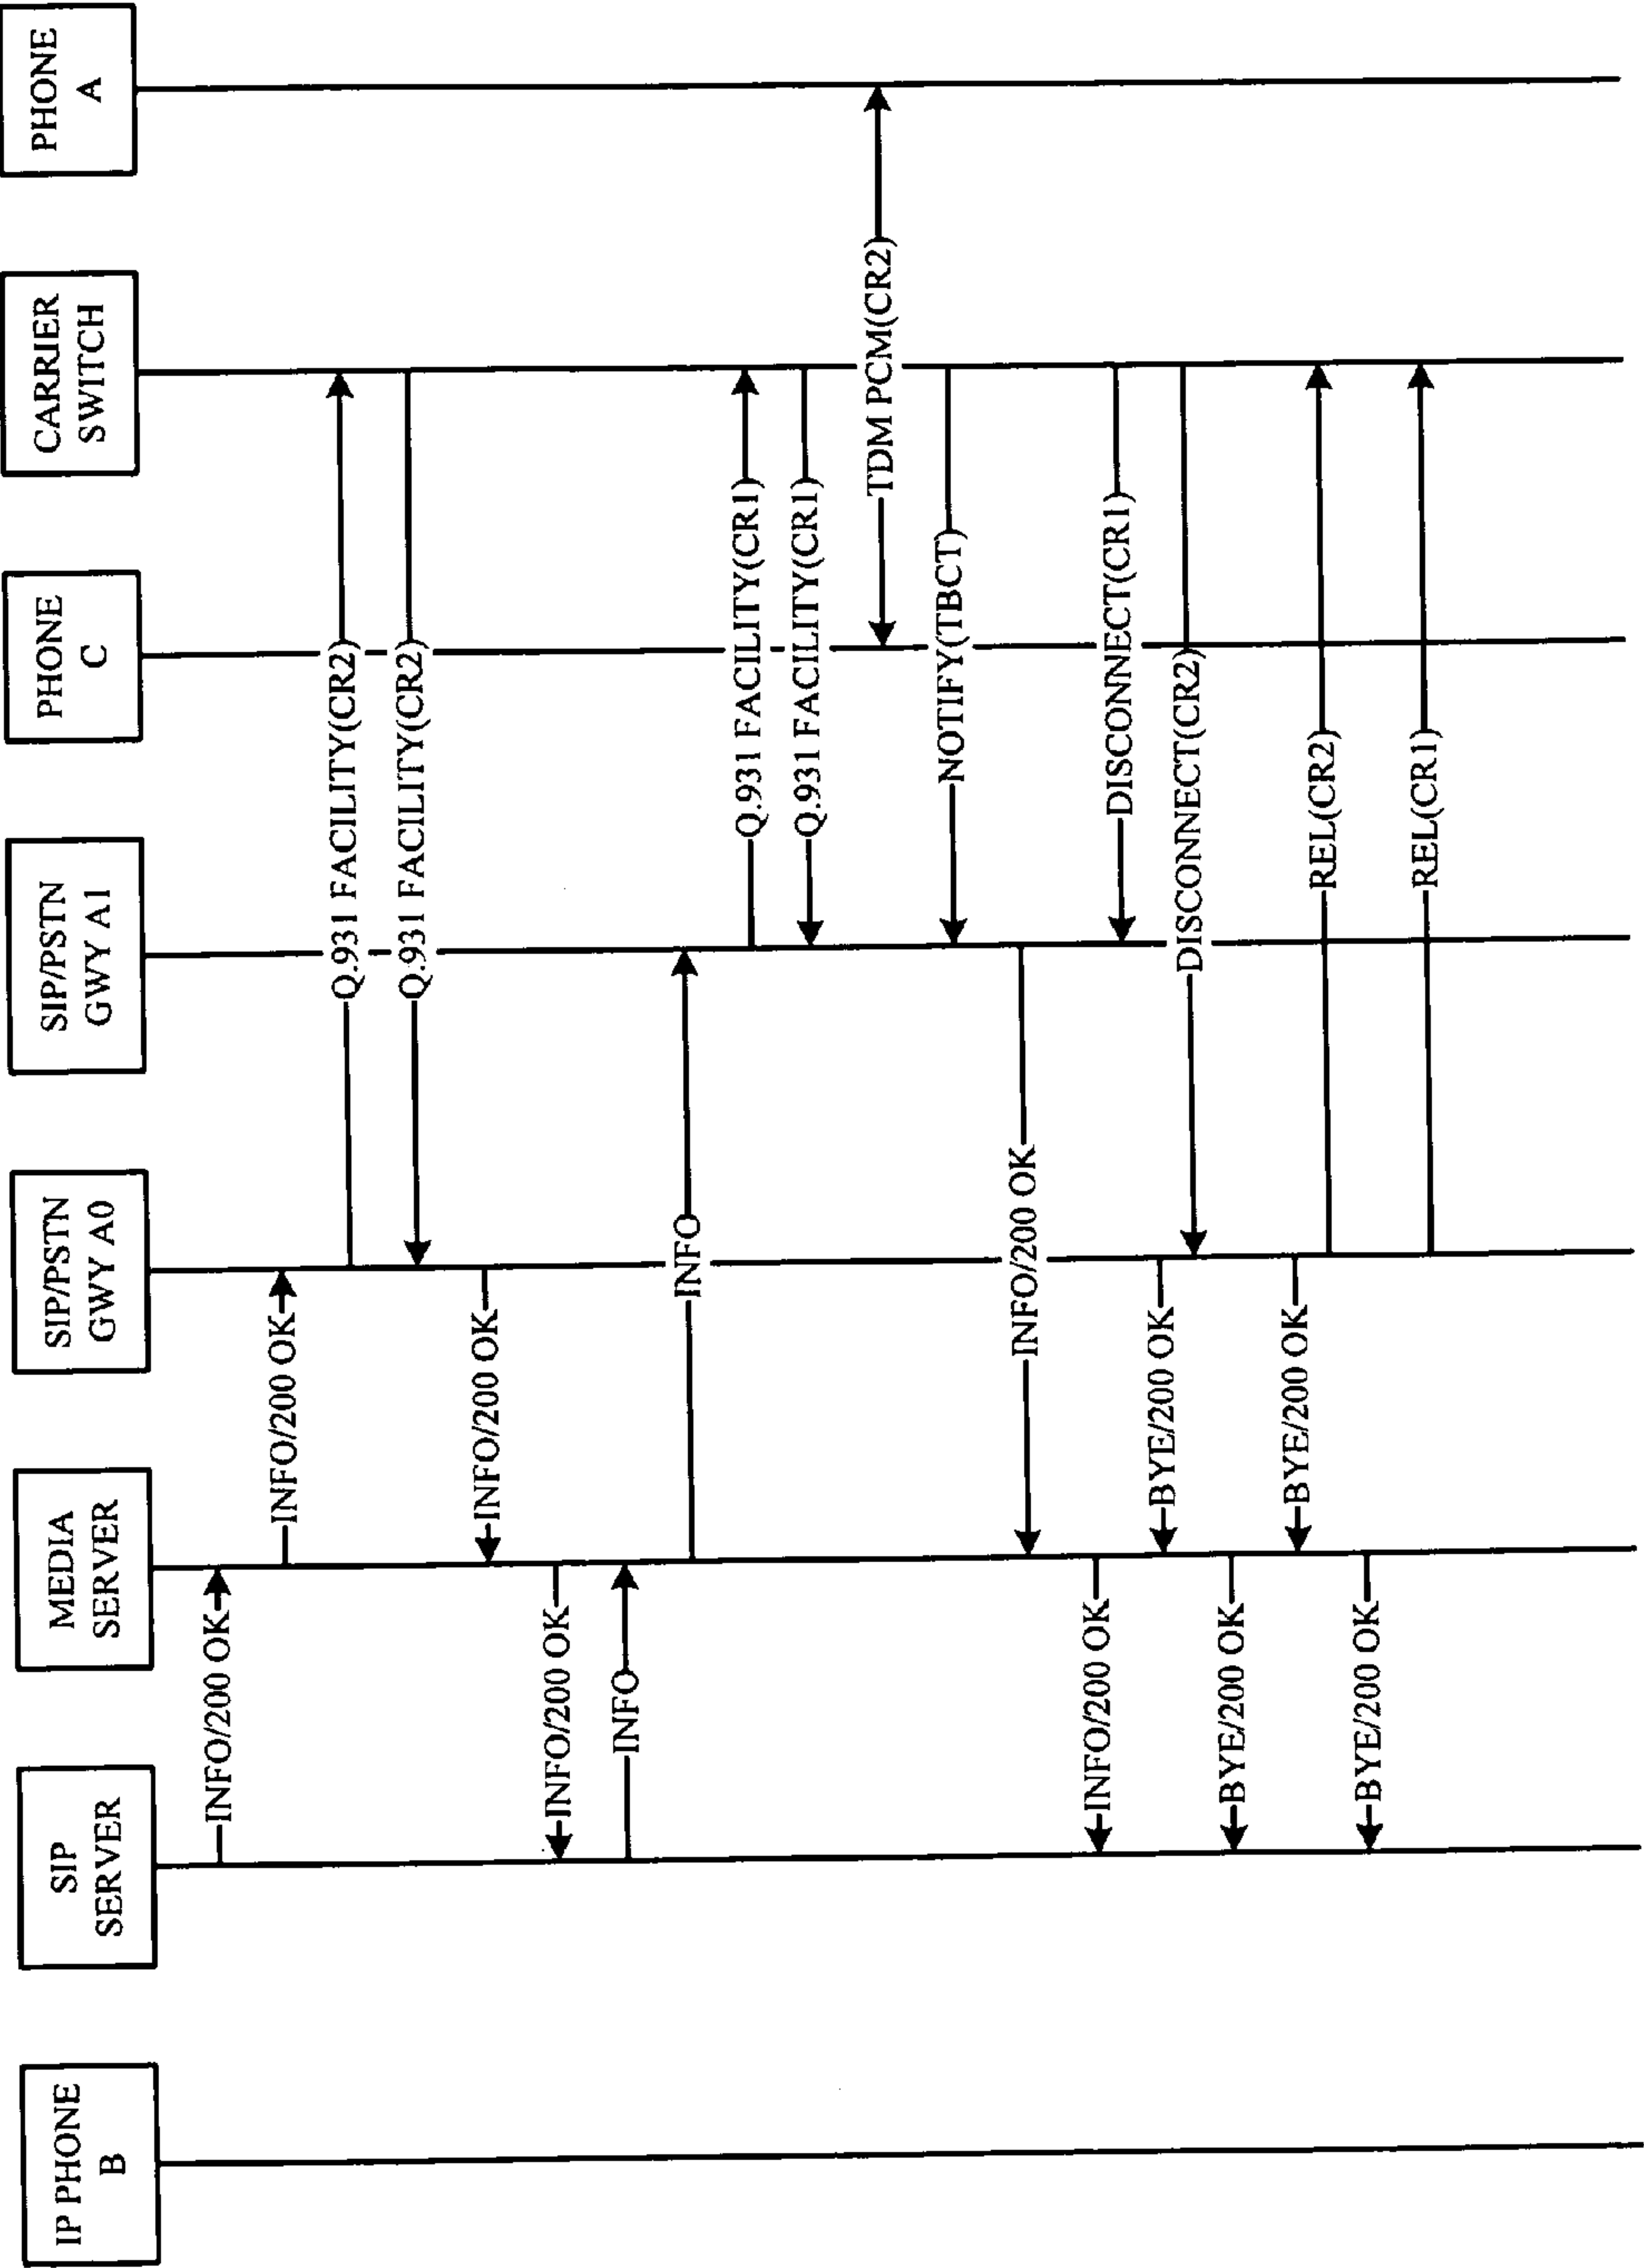 IP PHONE
B
SIP
SERVER
MEDIA
SERVER
SIP/PSTN
GWY A0
SIP/PSTN
GWY A1
PHONE
C
CARRIER
SWITCH
PHONE
A
INFO/200 OK
INFO/200 OK
Q.931 FACILITY(CR2)
Q.931 FACILITY(CR2)
INFO/200 OK
INFO/200 OK
INFO
INFO
Q.931 FACILITY(CR1)
Q.931 FACILITY(CR1)
TDM PCM(CR2)
NOTIFY(TBCT)
INFO/200 OK
INFO/200 OK
DISCONNECT(CR1)
BYE/200 OK
DISCONNECT(CR2)
BYE/200 OK
BYE/200 OK
REL(CR2)
BYE/200 OK
REL(CR1)